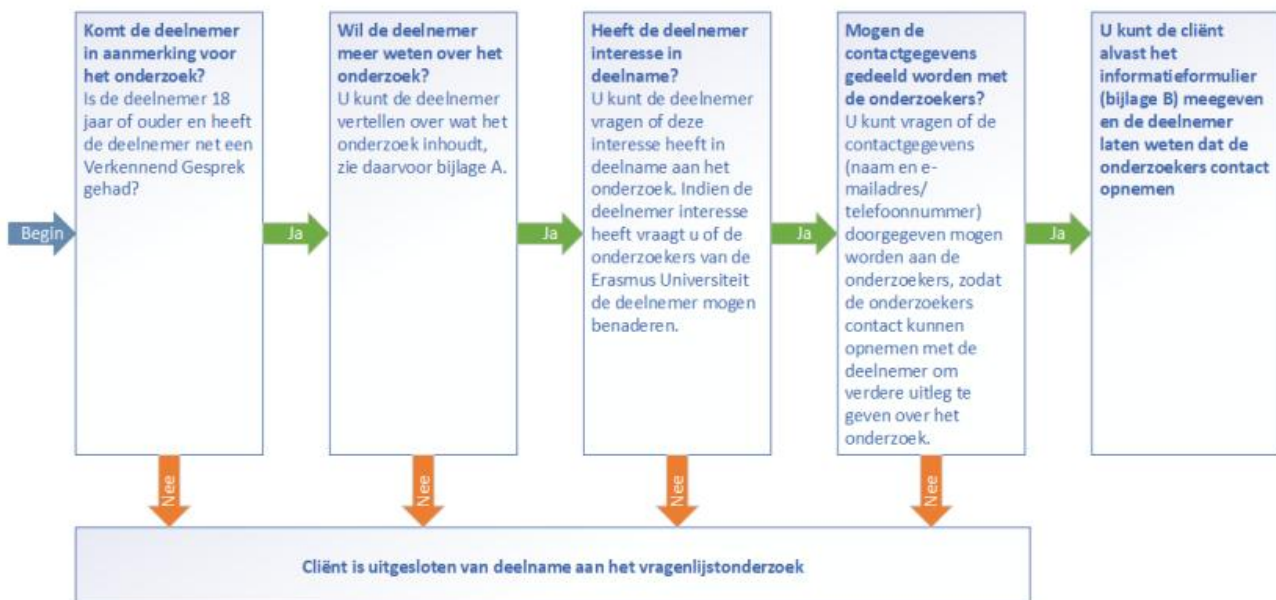 Begin
Komt de deelnemer
in aanmerking voor
het onderzoek?
Is de deelnemer 18
jaar of ouder en heeft
de deelnemer net een
Verkennend Gesprek
gehad?
Ja
Wil de deelnemer
meer weten over het
onderzoek?
U kunt de deelnemer
vertellen over wat het
onderzoek inhoudt,
zie daarvoor bijlage A.
Ja
Heeft de deelnemer
interesse in
deelname?
U kunt de deelnemer
vragen of deze
interesse heeft in
deelname aan het
onderzoek. Indien de
deelnemer interesse
heeft vraagt u of de
onderzoekers van de
Erasmus Universiteit
de deelnemer mogen
benaderen.
Ja
Mogen de
contactgegevens
gedeeld worden met
de onderzoekers?
U kunt vragen of de
contactgegevens
(naam en e-
mailadres/
telefoonnummer)
doorgegeven mogen
worden aan de
onderzoekers, zodat
de onderzoekers
contact kunnen
opnemen met de
deelnemer om
verdere uitleg te
geven over het
onderzoek.
Ja
U kunt de cliënt
alvast het
informatieformulier
(bijlage B) meegeven
en de deelnemer
laten weten dat de
onderzoekers contact
opnemen
Nee
Nee
Nee
Nee
Cliënt is uitgesloten van deelname aan het vragenlijstonderzoek